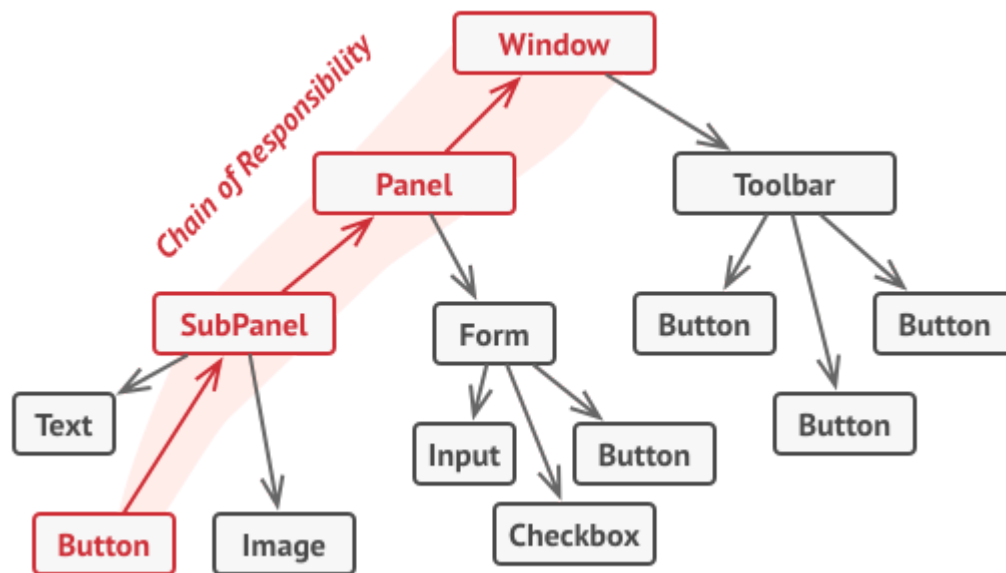 Window
Chain of Responsibility
Panel
Toolbar
SubPanel
Form
Button
Button
Text
Input
Button
Button
Button
Image
Checkbox